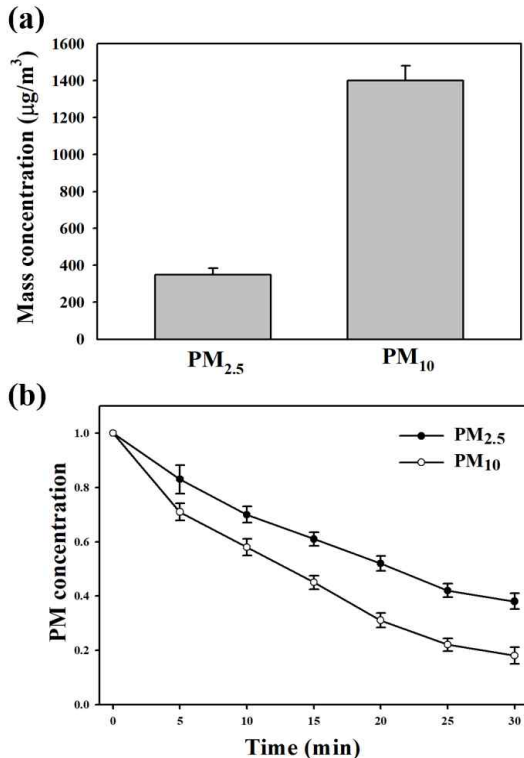 (a)
Mass concentration (µg/m³)
1600
1400
1200
1000
800
600
400
200
0
PM₂.₅ PM₁₀
(b)
PM concentration
1.0
0.8
0.6
0.4
0.2
0.0
PM₂.₅
PM₁₀
0 5 10 15 20 25 30
Time (min)